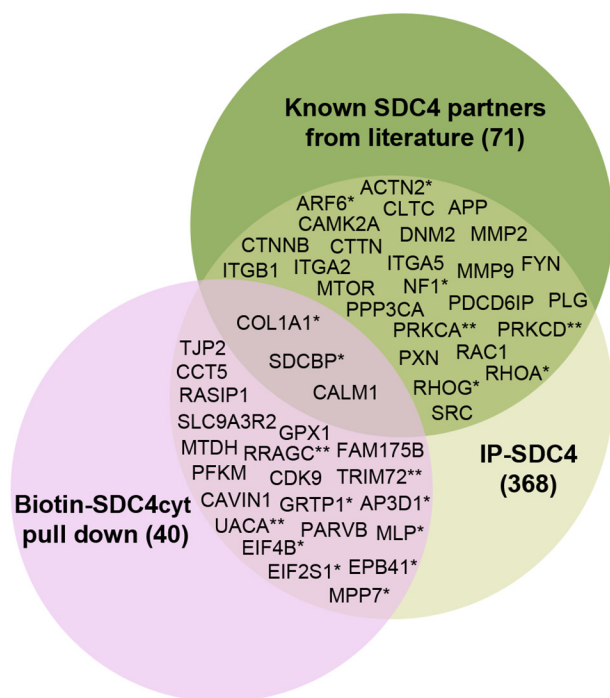 Known SDC4 partners
from literature (71)
ACTN2*
ARF6* CLTC APP
CAMK2A DNM2 MMP2
CTNNB CTTN
ITGB1 ITGA2 ITGA5 MMP9 FYN
MTOR NF1*
PPP3CA PDCD6IP PLG
COL1A1* PRKCA** PRKCD**
TJP2 SDCBP* PXN RAC1
CCT5 RHOA*
RASIP1 CALM1 RHOG*
SLC9A3R2 GPX1 SRC
MTDH RRAGC** FAM175B
IP-SDC4
(368)
PFKM CDK9 TRIM72**
Biotin-SDC4cyt
pull down (40)
CAVIN1 GRTP1* AP3D1*
UACA** PARVB MLP*
EIF4B*
EIF2S1* EPB41*
MPP7*